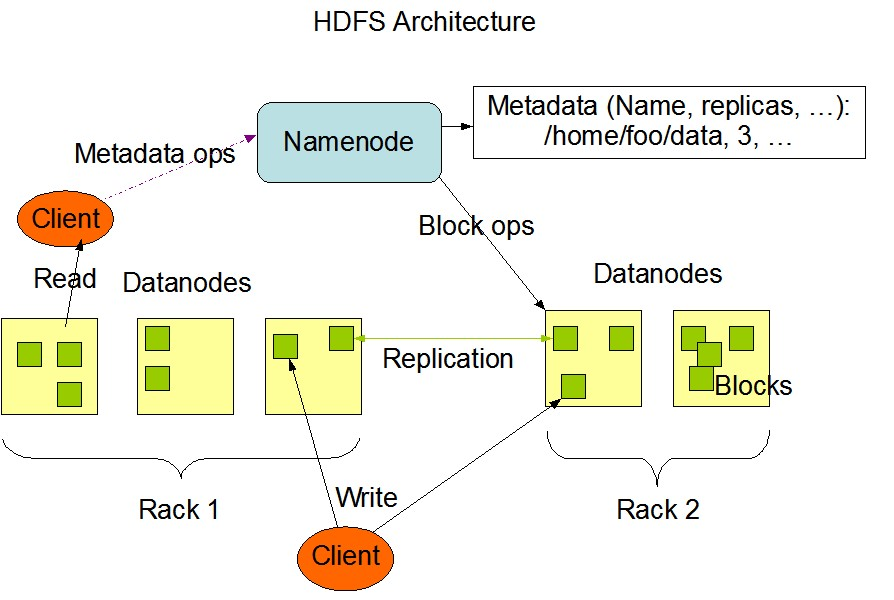 HDFS Architecture
Metadata (Name, replicas, …):
/home/foo/data, 3, …
Namenode
Metadata ops
Client
Block ops
Read
Datanodes
Datanodes
Replication
Blocks
Rack 1
Write
Rack 2
Client